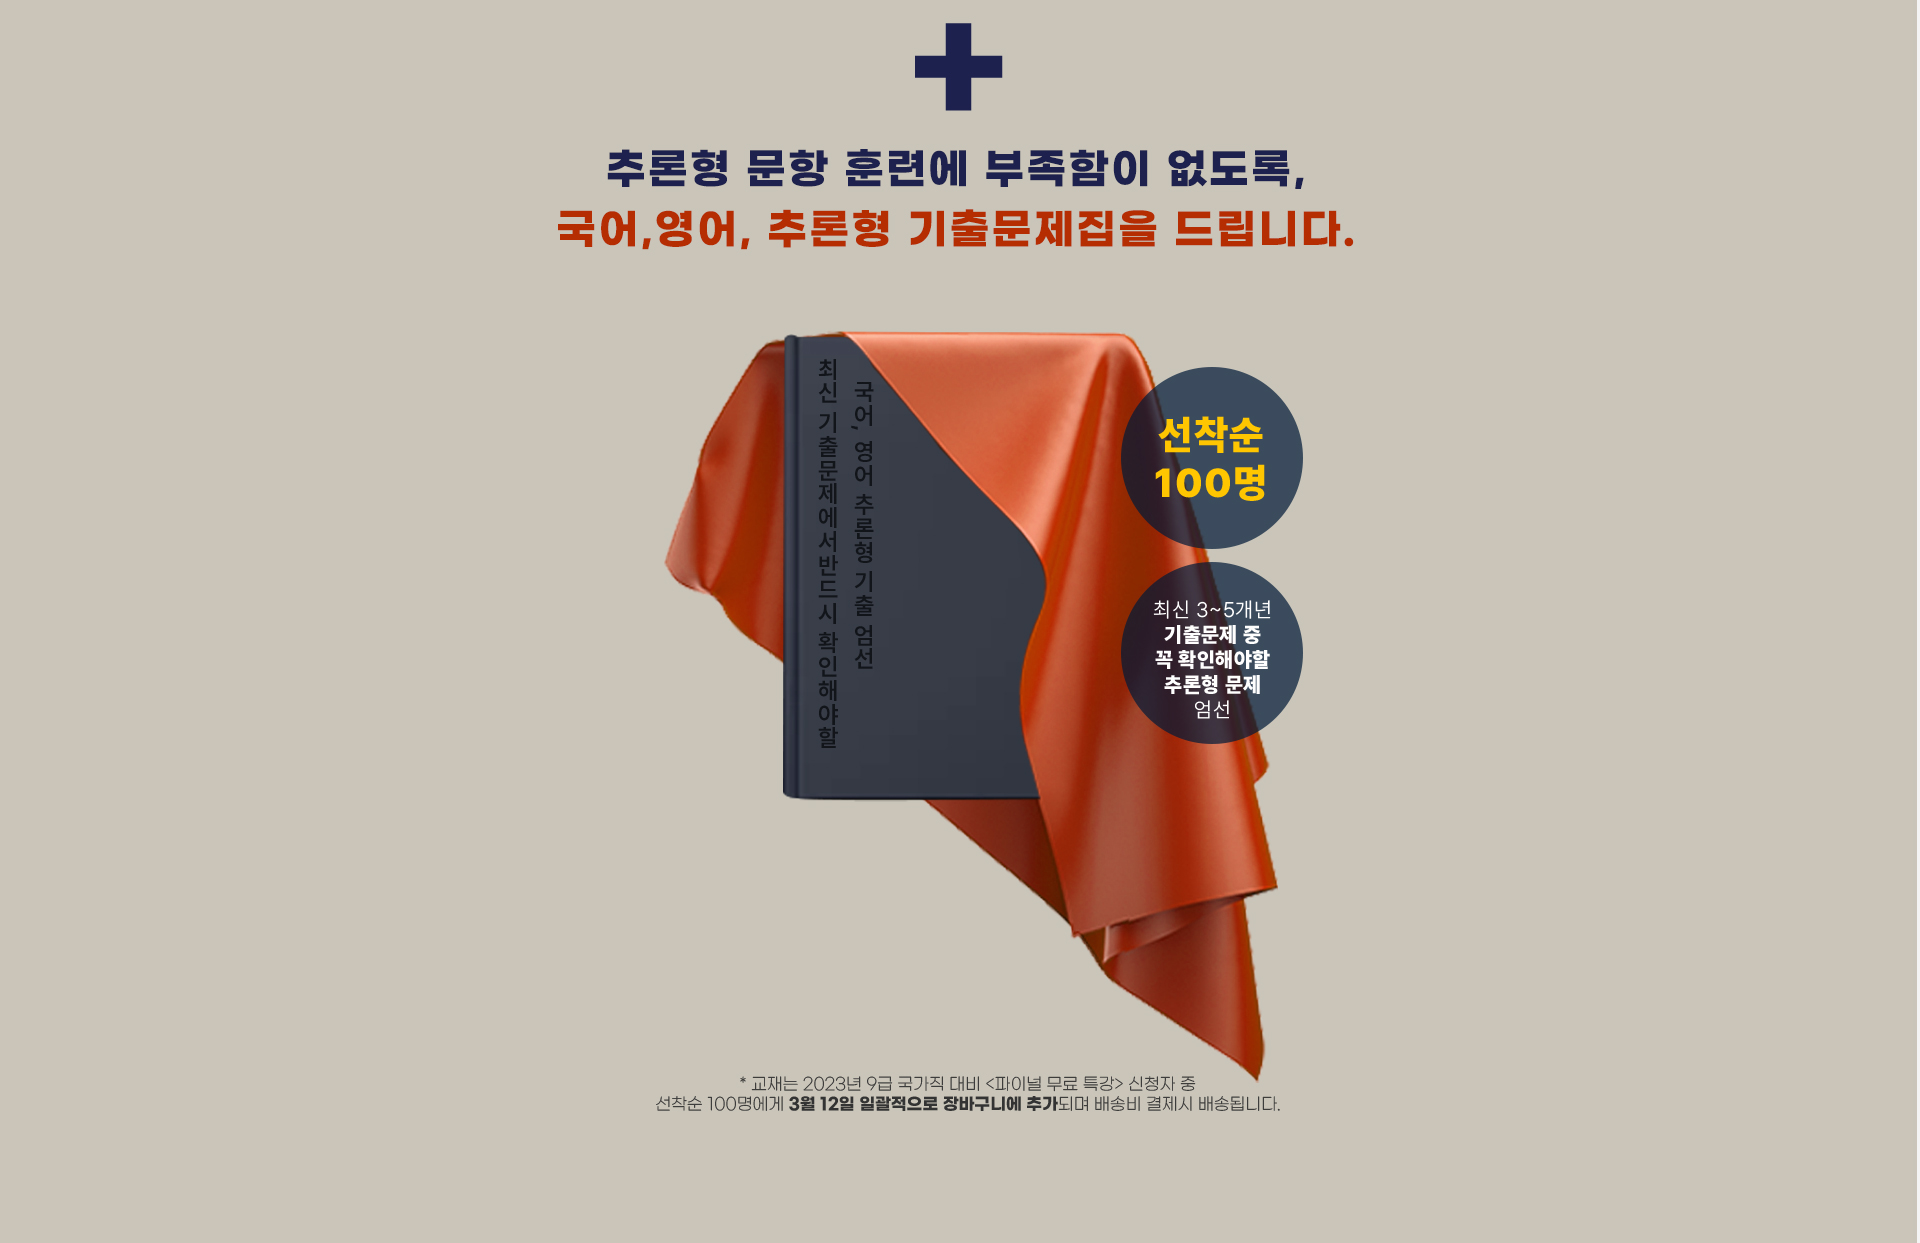 추론형 문항 훈련에 부족함이 없도록,
국어,영어, 추론형 기출문제집을 드립니다.
최신 기출문제에서반드시 확인해야할
국어, 영어 추론형 기출 엄선
선착순
100명
최신 3~5개년
기출문제 중
꼭 확인해야할
추론형 문제
엄선
* 교재는 2023년 9급 국가직 대비 <파이널 무료 특강> 신청자 중
선착순 100명에게 3월 12일 일괄적으로 장바구니에 추가되며 배송비 결제시 배송됩니다.